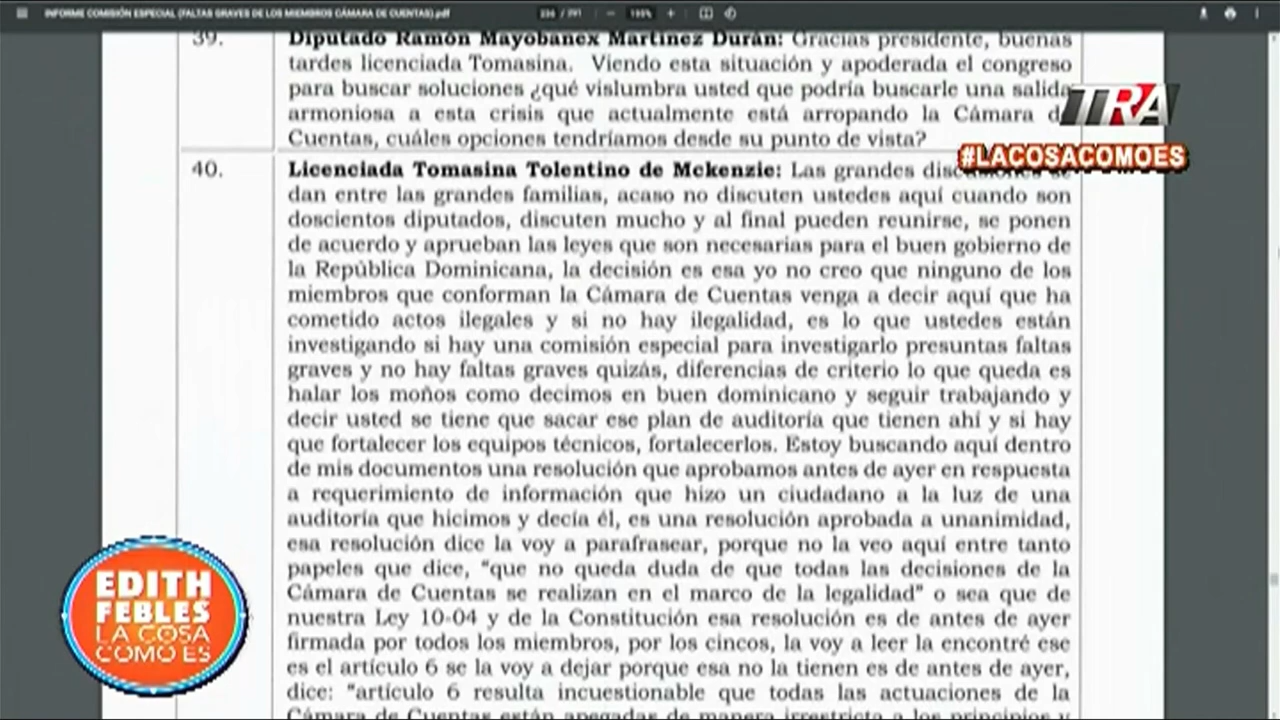 INFORME COMISIÓN ESPECIAL (FALTAS GRAVES DE LOS MIEMBROS CÁMARA DE CUENTAS).pdf
39. Diputado Ramón Mayobanex Martínez Durán: Gracias presidente, buenas
tardes licenciada Tomasina. Viendo esta situación y apoderada el congreso
para buscar soluciones ¿qué vislumbra usted que podría buscarle una salida
armoniosa a esta crisis que actualmente está arropando la Cámara
Cuentas, cuáles opciones tendríamos desde su punto de vista?
TRA
#LACOSACOMOES
40. Licenciada Tomasina Tolentino de Mckenzie: Las grandes
dan entre las grandes familias, acaso no discuten ustedes aquí cuando son
doscientos diputados, discuten mucho y al final pueden reunirse, se ponen
de acuerdo y aprueban las leyes que son necesarias para el buen gobierno de
la República Dominicana, la decisión es esa yo no creo que ninguno de los
miembros que conforman la Cámara de Cuentas venga a decir aquí que ha
cometido actos ilegales y si no hay ilegalidad, es lo que ustedes están
investigando si hay una comisión especial para investigarlo presuntas faltas
graves y no hay faltas graves quizás, diferencias de criterio lo que queda es
halar los moños como decimos en buen dominicano y seguir trabajando y
decir usted se tiene que sacar ese plan de auditoría que tienen ahí y si hay
que fortalecer los equipos técnicos, fortalecerlos. Estoy buscando aquí dentro
de mis documentos una resolución que aprobamos antes de ayer en respuesta
a requerimiento de información que hizo un ciudadano a la luz de una
auditoría que hicimos y decía él, es una resolución aprobada a unanimidad,
esa resolución dice la voy a parafrasear, porque no la veo aquí entre tanto
papeles que dice, "que no queda duda de que todas las decisiones de la
Cámara de Cuentas se realizan en el marco de la legalidad" o sea que de
nuestra Ley 10-04 y de la Constitución esa resolución es de antes de ayer
firmada por todos los miembros, por los cincos, la voy a leer la encontré ese
es el artículo 6 se la voy a dejar porque esa no la tienen es de antes de ayer,
dice: "artículo 6 resulta incuestionable que todas las actuaciones de la
Cámara de Cuentas están apegadas de manera irrestricta a los principios y
EDITH
FEBLES
LA COSA
COMO ES